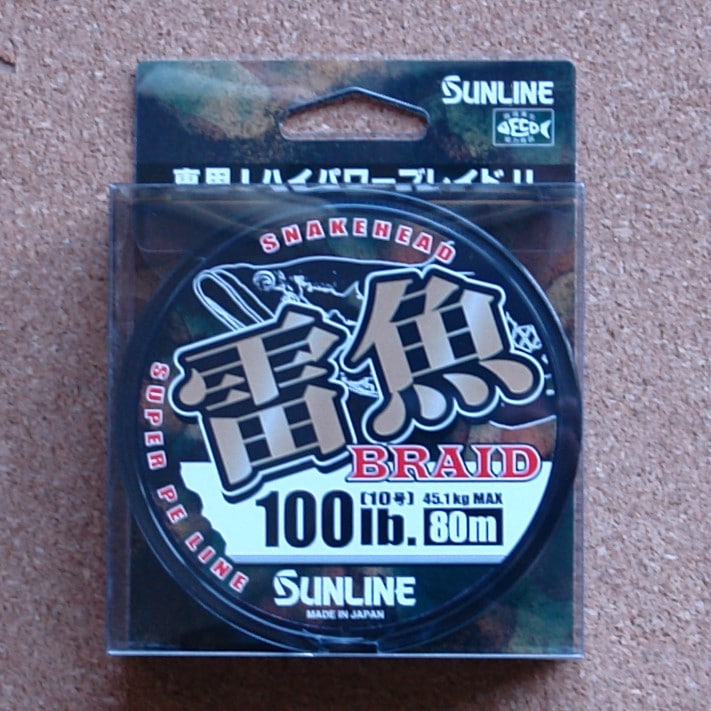 SUNLINE
ECO
専用!ハイパワーブレイド!!
SNAKEHEAD
雷魚
SUPER PE LINE
BRAID
100lb.
(10号) 45.1kg MAX
80m
SUNLINE
MADE IN JAPAN